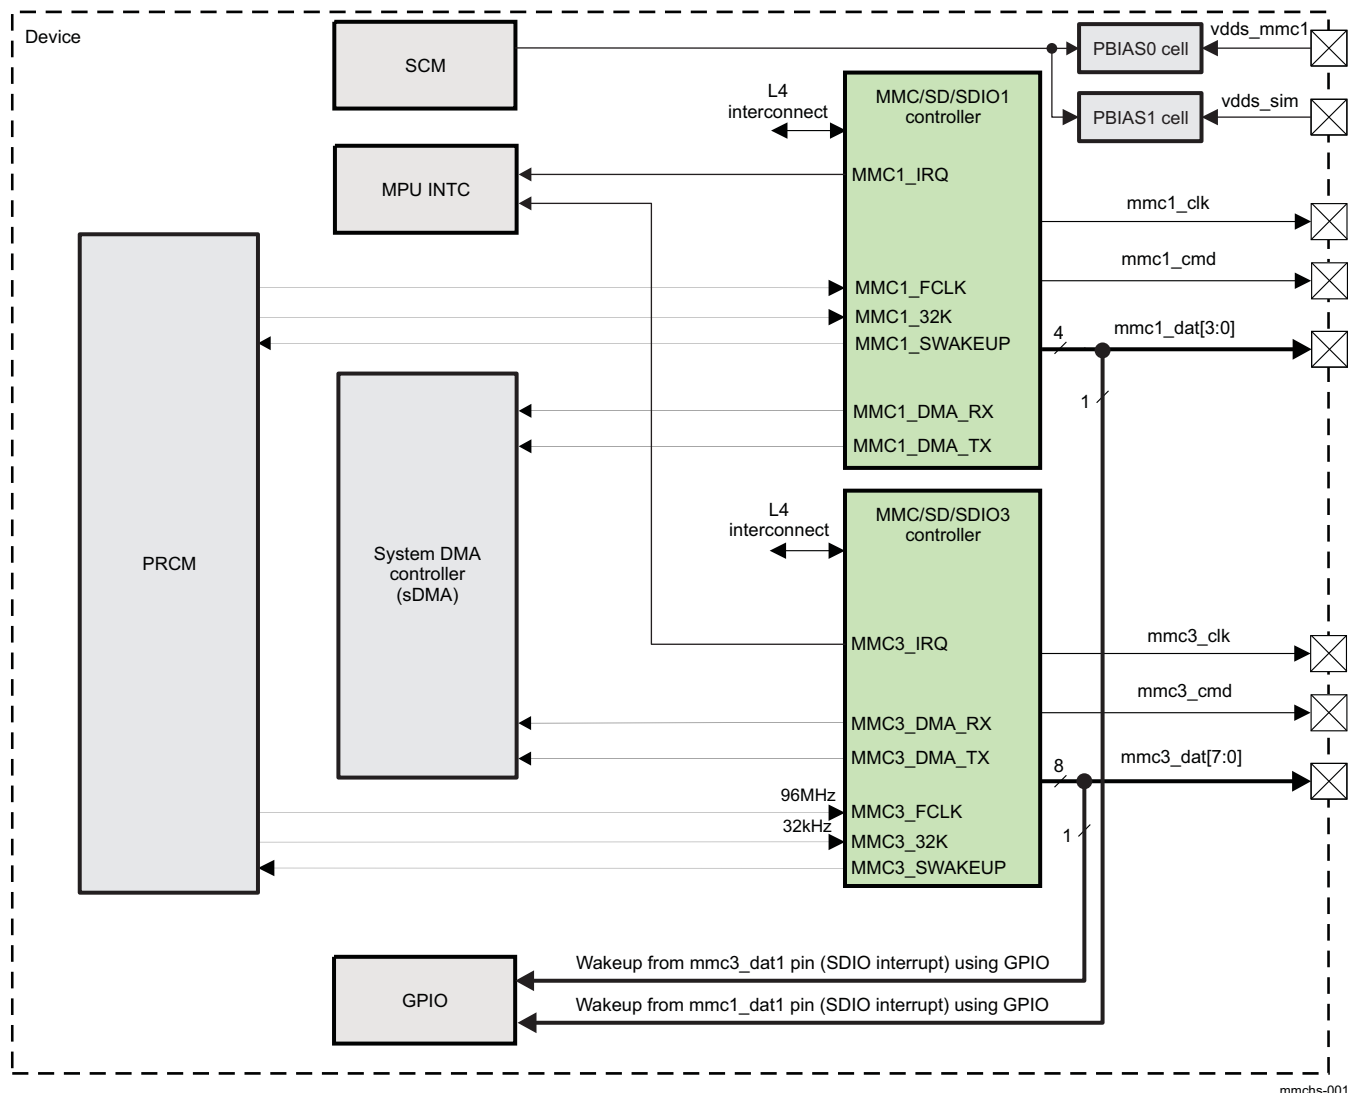 Device
SCM
PBIAS0 cell
vdds_mmc1
PBIAS1 cell
vdds_sim
L4
interconnect
MMC/SD/SDIO1
controller
MPU INTC
MMC1_IRQ
mmc1_clk
mmc1_cmd
MMC1_FCLK
MMC1_32K
MMC1_SWAKEUP
4
mmc1_dat[3:0]
1
MMC1_DMA_RX
MMC1_DMA_TX
PRCM
System DMA
controller
(sDMA)
L4
interconnect
MMC/SD/SDIO3
controller
MMC3_IRQ
mmc3_clk
mmc3_cmd
MMC3_DMA_RX
MMC3_DMA_TX
8
mmc3_dat[7:0]
1
96MHz
MMC3_FCLK
32kHz
MMC3_32K
MMC3_SWAKEUP
GPIO
Wakeup from mmc3_dat1 pin (SDIO interrupt) using GPIO
Wakeup from mmc1_dat1 pin (SDIO interrupt) using GPIO
mmchs-001